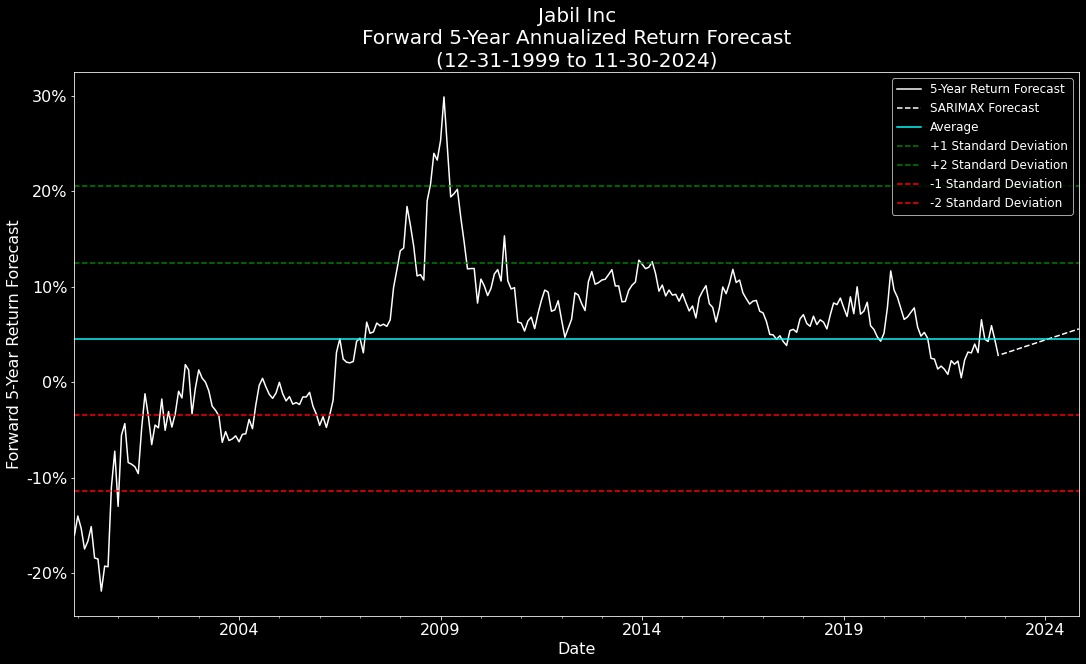 Jabil Inc
Forward 5-Year Annualized Return Forecast
(12-31-1999 to 11-30-2024)
5-Year Return Forecast
SARIMAX Forecast
Average
+1 Standard Deviation
+2 Standard Deviation
-1 Standard Deviation
-2 Standard Deviation
Forward 5-Year Return Forecast
30%
20%
10%
0%
-10%
-20%
2004
2009
2014
2019
2024
Date